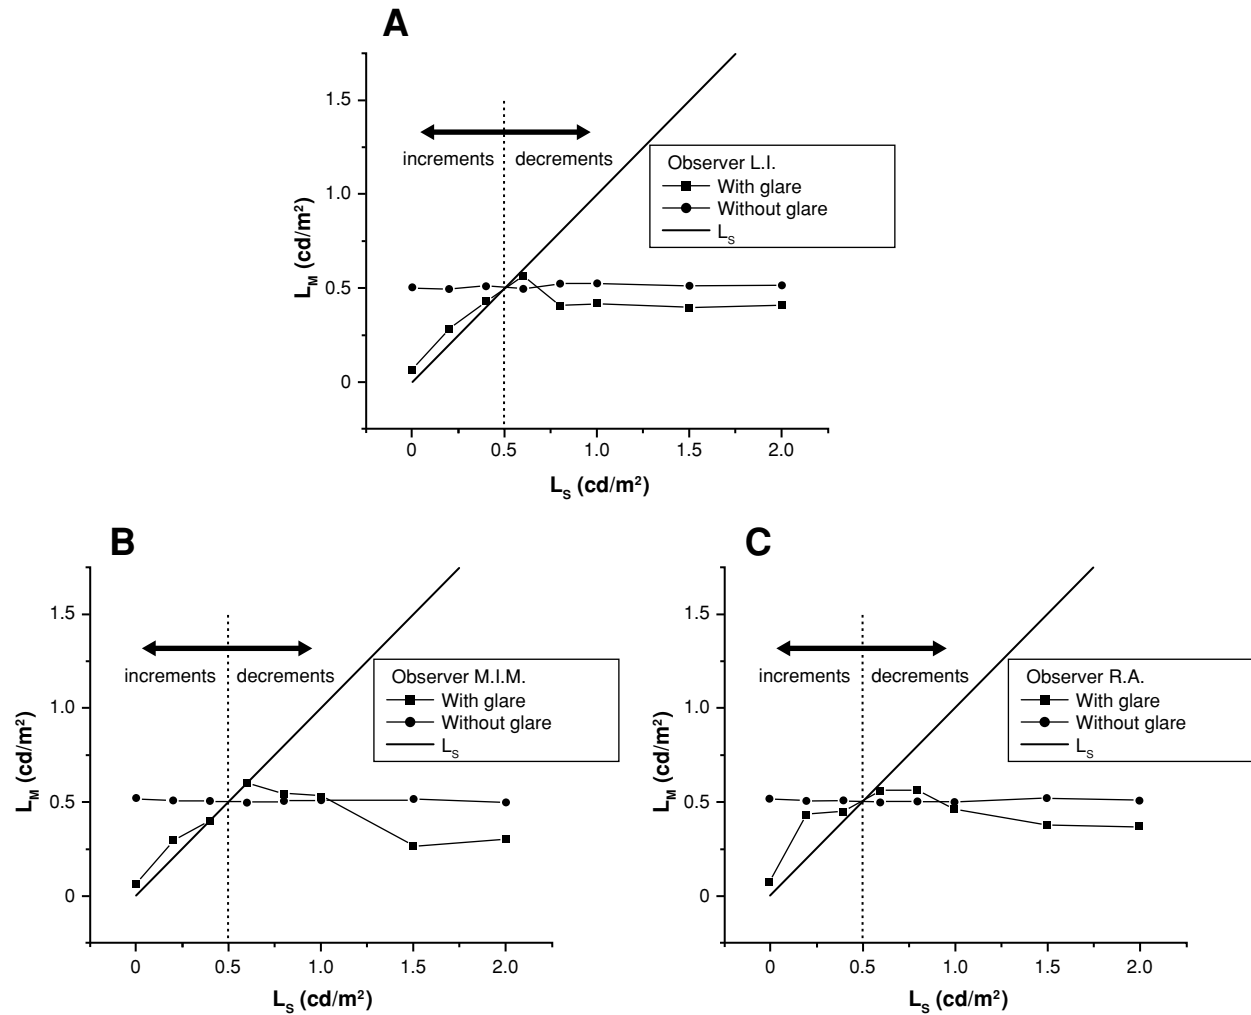 A
1.5
1.0
0.5
0
L_M (cd/m²)
increments decrements
Observer L.I.
With glare
Without glare
L_S
0 0.5 1.0 1.5 2.0
L_S (cd/m²)
B
1.5
1.0
0.5
0
L_M (cd/m²)
increments decrements
Observer M.I.M.
With glare
Without glare
L_S
0 0.5 1.0 1.5 2.0
L_S (cd/m²)
C
1.5
1.0
0.5
0
L_M (cd/m²)
increments decrements
Observer R.A.
With glare
Without glare
L_S
0 0.5 1.0 1.5 2.0
L_S (cd/m²)